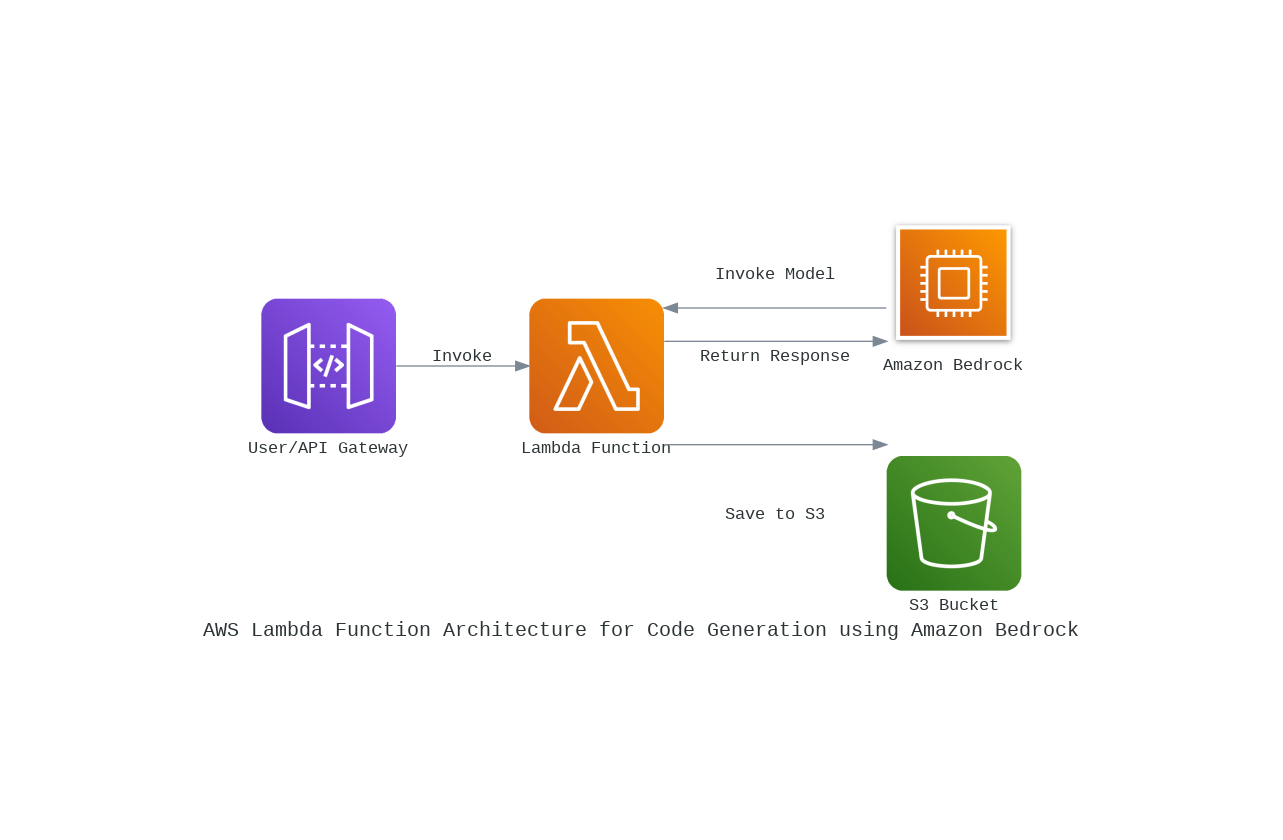 Invoke Model
Invoke
Return Response
Amazon Bedrock
User/API Gateway
Lambda Function
Save to S3
S3 Bucket
AWS Lambda Function Architecture for Code Generation using Amazon Bedrock